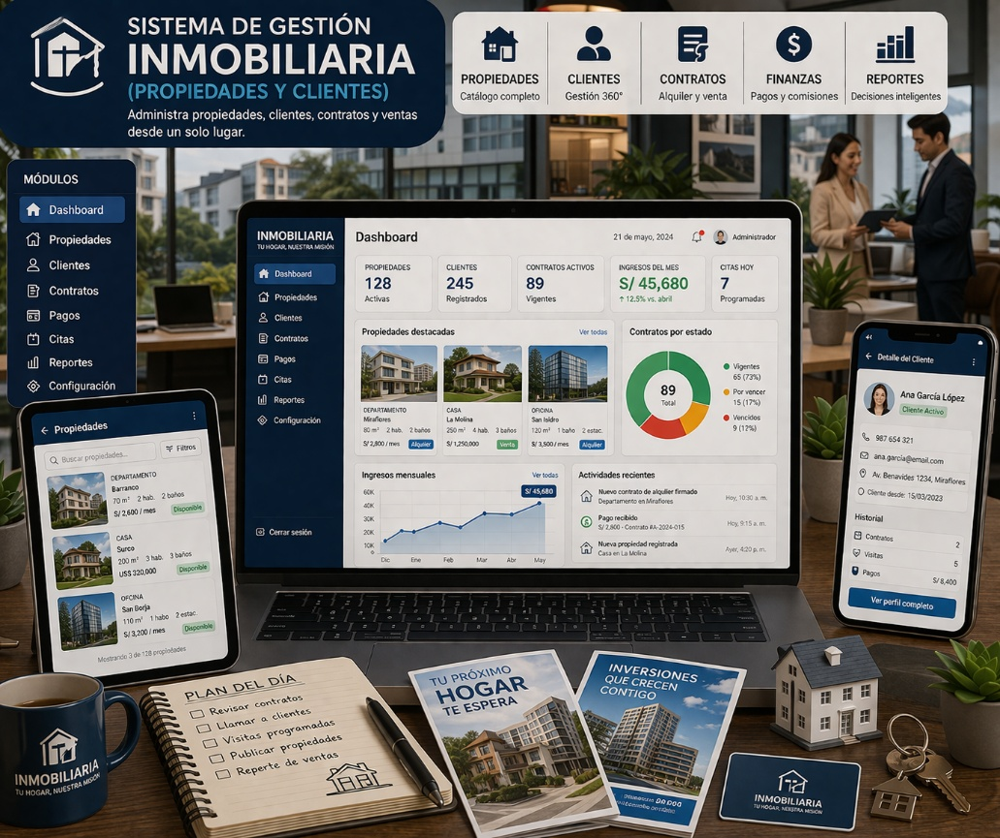 SISTEMA DE GESTIÓN
INMOBILIARIA
(PROPIEDADES Y CLIENTES)
Administra propiedades, clientes, contratos y ventas
desde un solo lugar.
PROPIEDADES
Catálogo completo
CLIENTES
Gestión 360°
CONTRATOS
Alquiler y venta
FINANZAS
Pagos y comisiones
REPORTES
Decisiones inteligentes
MÓDULOS
Dashboard
Propiedades
Clientes
Contratos
Pagos
Citas
Reportes
Configuración
INMOBILIARIA
TU HOGAR, NUESTRA MISIÓN
Dashboard
Propiedades
Clientes
Contratos
Pagos
Citas
Reportes
Configuración
Cerrar sesión
Dashboard
21 de mayo, 2024
Administrador
PROPIEDADES
128
Activas
CLIENTES
245
Registrados
CONTRATOS ACTIVOS
89
Vigentes
INGRESOS DEL MES
S/ 45,680
↑ 12.5% vs. abril
CITAS HOY
7
Programadas
Propiedades destacadas
Ver todas
DEPARTAMENTO
Miraflores
80 m² 2 hab. 2 baños
S/ 2,800 / mes
Alquiler
CASA
La Molina
250 m² 4 hab. 3 baños
S/ 1,250,000
Venta
OFICINA
San Isidro
120 m² 1 baño 2 estac.
S/ 3,500 / mes
Alquiler
Contratos por estado
89
Total
Vigentes
65 (73%)
Por vencer
15 (17%)
Vencidos
9 (12%)
Ingresos mensuales
Ver todas
S/ 45,680
60K
40K
30K
20K
10K
0
Dic Ene Feb Mar Abr May
Actividades recientes
Nuevo contrato de alquiler firmado
Departamento en Miraflores
Hoy, 10:30 a. m.
Pago recibido
S/ 2,800 - Contrato #A-2024-015
Hoy, 9:15 a. m.
Nueva propiedad registrada
Casa en La Molina
Ayer, 4:20 p. m.
← Propiedades
Buscar propiedades...
Filtros
DEPARTAMENTO
Barranco
70 m² 2 hab. 2 baños
S/ 2,600 / mes
Disponible
CASA
Surco
200 m² 3 hab. 3 baños
US$ 320,000
Disponible
OFICINA
San Borja
110 m² 1 habo 2 estac.
S/ 3,200 / mes
Disponible
Mostrando 3 de 128 propiedades
← Detalle del Cliente
Ana García López
Cliente Activo
987 654 321
ana.garcia@email.com
Av. Benavides 1234, Miraflores
Cliente desde: 15/03/2023
Historial
Contratos 2
Visitas 5
Pagos S/ 8,400
Ver perfil completo
INMOBILIARIA
TU HOGAR, NUESTRA MISIÓN
PLAN DEL DÍA
Revisar contratos
Llamar a clientes
Visitas programadas
Publicar propiedades
Reporte de ventas
TU PRÓXIMO
HOGAR
TE ESPERA
INVERSIONES
QUE CRECEN
CONTIGO
INMOBILIARIA
TU HOGAR, NUESTRA MISIÓN